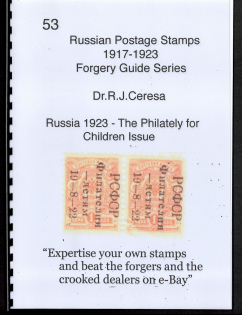 53
Russian Postage Stamps
1917-1923
Forgery Guide Series
Dr.R.J.Ceresa
Russia 1923 - The Philately for
Children Issue
РСФСР
Филателия
–детям
19–8–22
РСФСР
Филателия
–детям
19–8–22
“Expertise your own stamps
and beat the forgers and the
crooked dealers on e-Bay”